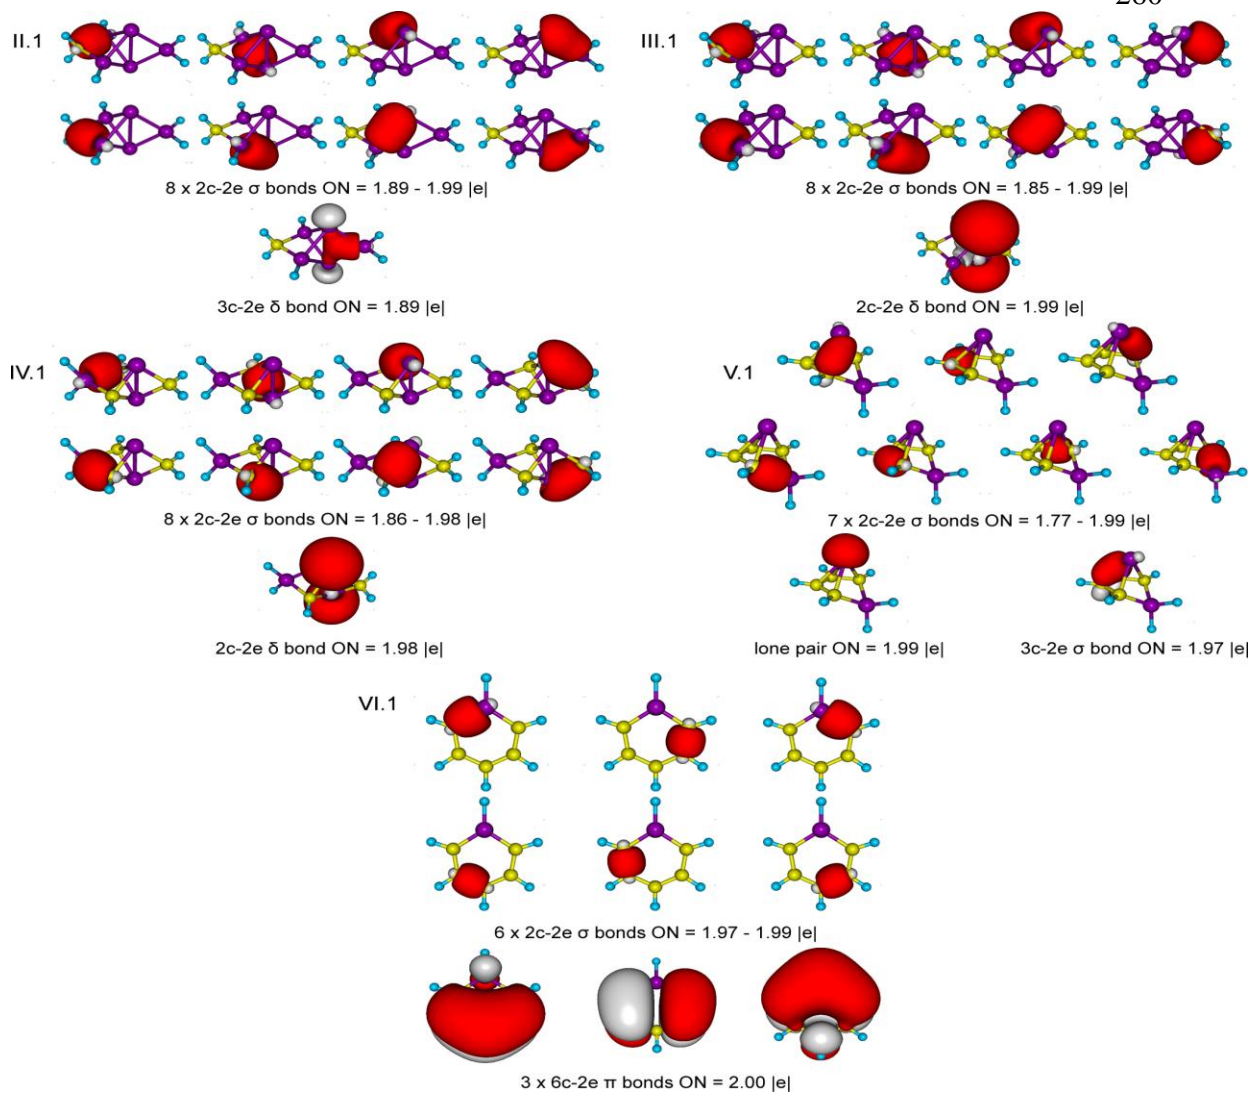 II.1
8 x 2c-2e σ bonds ON = 1.89 - 1.99 |e|
3c-2e δ bond ON = 1.89 |e|
III.1
8 x 2c-2e σ bonds ON = 1.85 - 1.99 |e|
2c-2e δ bond ON = 1.99 |e|
IV.1
8 x 2c-2e σ bonds ON = 1.86 - 1.98 |e|
2c-2e δ bond ON = 1.98 |e|
V.1
7 x 2c-2e σ bonds ON = 1.77 - 1.99 |e|
lone pair ON = 1.99 |e|
3c-2e σ bond ON = 1.97 |e|
VI.1
6 x 2c-2e σ bonds ON = 1.97 - 1.99 |e|
3 x 6c-2e π bonds ON = 2.00 |e|